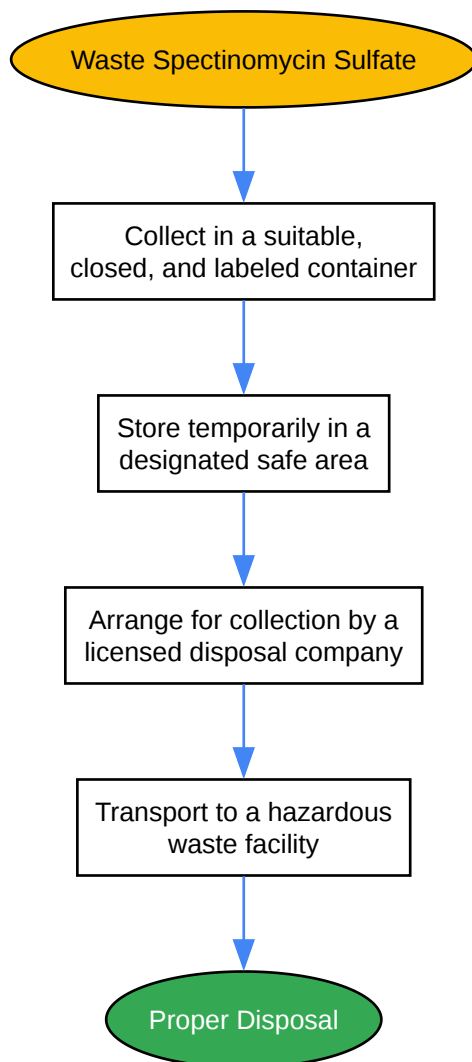 Waste Spectinomycin Sulfate
Collect in a suitable,
closed, and labeled container
Store temporarily in a
designated safe area
Arrange for collection by a
licensed disposal company
Transport to a hazardous
waste facility
Proper Disposal